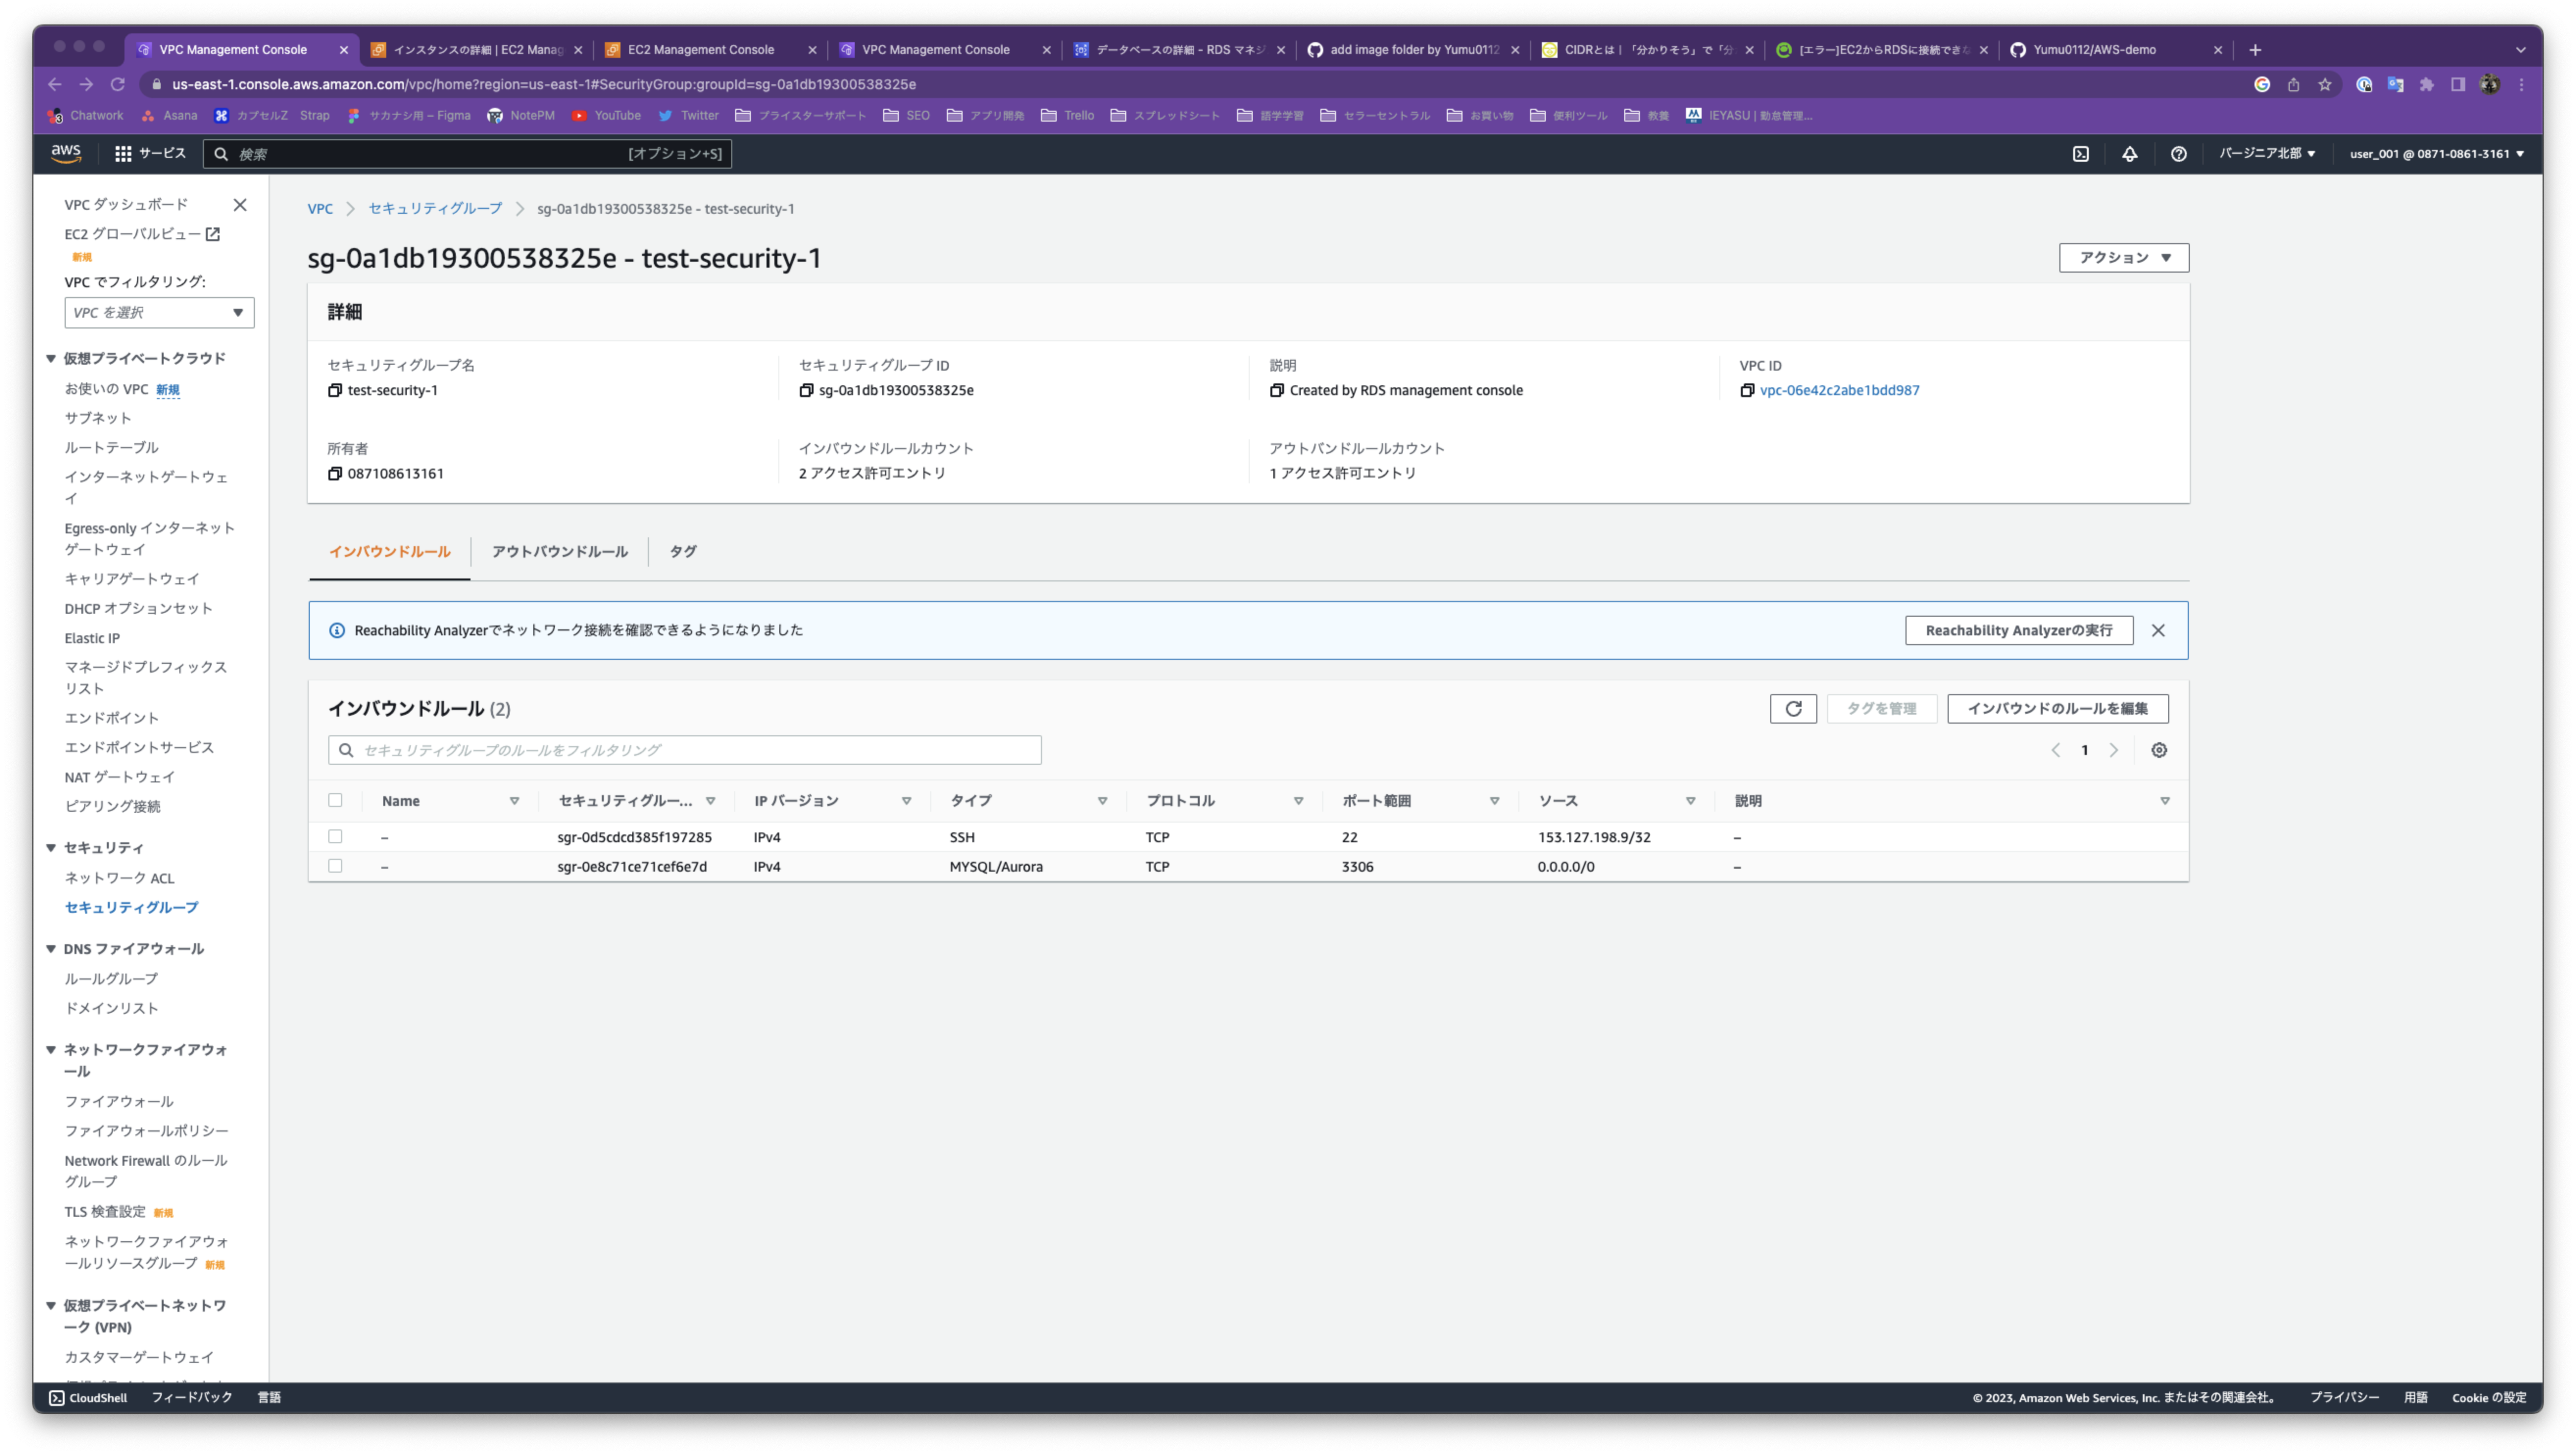 VPC Management Console
インスタンスの詳細 | EC2 Manag
EC2 Management Console
VPC Management Console
データベースの詳細 - RDS マネジ
add image folder by Yumu0112
CIDRとは |「分かりそう」で「分
[エラー]EC2からRDSに接続できな
Yumu0112/AWS-demo
us-east-1.console.aws.amazon.com/vpc/home?region=us-east-1#SecurityGroup:groupId=sg-0a1db19300538325e
Chatwork
Asana
カプセルZ
Strap
サカナシ用 – Figma
NotePM
YouTube
Twitter
プライスターサポート
SEO
アプリ開発
Trello
スプレッドシート
語学学習
セラーセントラル
お買い物
便利ツール
教養
IEYASU | 勤怠管理...
aws
サービス
検索
[オプション+S]
バージニア北部
user_001 @ 0871-0861-3161
VPC ダッシュボード
EC2 グローバルビュー
新規
VPC でフィルタリング:
VPC を選択
仮想プライベートクラウド
お使いの VPC 新規
サブネット
ルートテーブル
インターネットゲートウェ
イ
Egress-only インターネット
ゲートウェイ
キャリアゲートウェイ
DHCP オプションセット
Elastic IP
マネージドプレフィックス
リスト
エンドポイント
エンドポイントサービス
NAT ゲートウェイ
ピアリング接続
セキュリティ
ネットワーク ACL
セキュリティグループ
DNS ファイアウォール
ルールグループ
ドメインリスト
ネットワークファイアウォ
ール
ファイアウォール
ファイアウォールポリシー
Network Firewall のルール
グループ
TLS 検査設定 新規
ネットワークファイアウォ
ールリソースグループ 新規
仮想プライベートネットワ
ーク (VPN)
カスタマーゲートウェイ
VPC
セキュリティグループ
sg-0a1db19300538325e - test-security-1
sg-0a1db19300538325e - test-security-1
アクション
詳細
セキュリティグループ名
test-security-1
セキュリティグループ ID
sg-0a1db19300538325e
説明
Created by RDS management console
VPC ID
vpc-06e42c2abe1bdd987
所有者
087108613161
インバウンドルールカウント
2 アクセス許可エントリ
アウトバンドルールカウント
1 アクセス許可エントリ
インバウンドルール
アウトバウンドルール
タグ
Reachability Analyzerでネットワーク接続を確認できるようになりました
Reachability Analyzerの実行
インバウンドルール (2)
タグを管理
インバウンドのルールを編集
セキュリティグループのルールをフィルタリング
1
Name セキュリティグルー... IP バージョン タイプ プロトコル ポート範囲 ソース 説明
– sgr-0d5cdcd385f197285 IPv4 SSH TCP 22 153.127.198.9/32 –
– sgr-0e8c71ce71cef6e7d IPv4 MYSQL/Aurora TCP 3306 0.0.0.0/0 –
CloudShell
フィードバック
言語
© 2023, Amazon Web Services, Inc. またはその関連会社。
プライバシー
用語
Cookie の設定